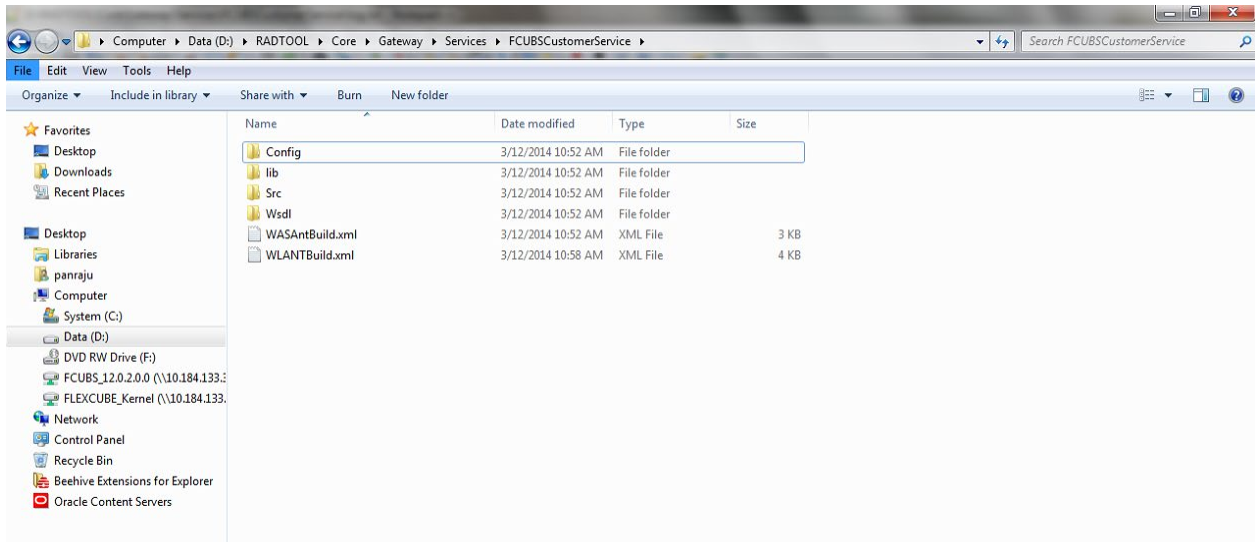 Computer ▸ Data (D:) ▸ RADTOOL ▸ Core ▸ Gateway ▸ Services ▸ FCUBSCustomerService ▸ Search FCUBSCustomerService
File Edit View Tools Help
Organize Include in library Share with Burn New folder
Favorites
Desktop
Downloads
Recent Places
Desktop
Libraries
panraju
Computer
System (C:)
Data (D:)
DVD RW Drive (F:)
FCUBS_12.0.2.0.0 (\\10.184.133.3
FLEXCUBE_Kernel (\\10.184.133.
Network
Control Panel
Recycle Bin
Beehive Extensions for Explorer
Oracle Content Servers
Name Date modified Type Size
Config 3/12/2014 10:52 AM File folder
lib 3/12/2014 10:52 AM File folder
Src 3/12/2014 10:52 AM File folder
Wsdl 3/12/2014 10:52 AM File folder
WASAntBuild.xml 3/12/2014 10:52 AM XML File 3 KB
WLANTBuild.xml 3/12/2014 10:58 AM XML File 4 KB